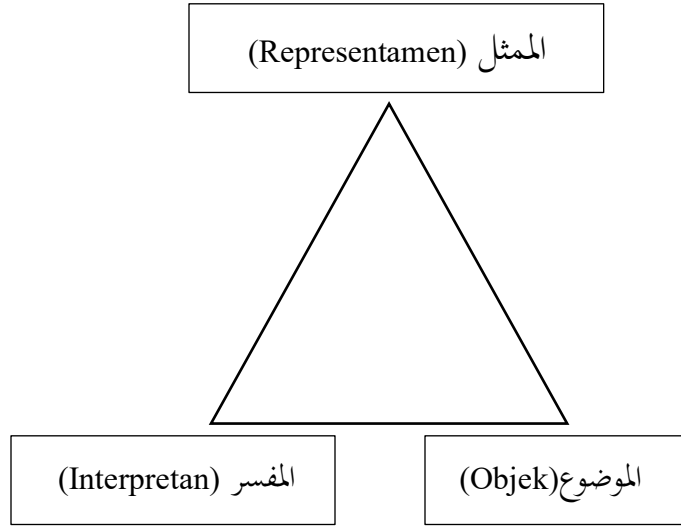 الممثل (Representamen)
المفسر (Interpretan)
الموضوع(Objek)